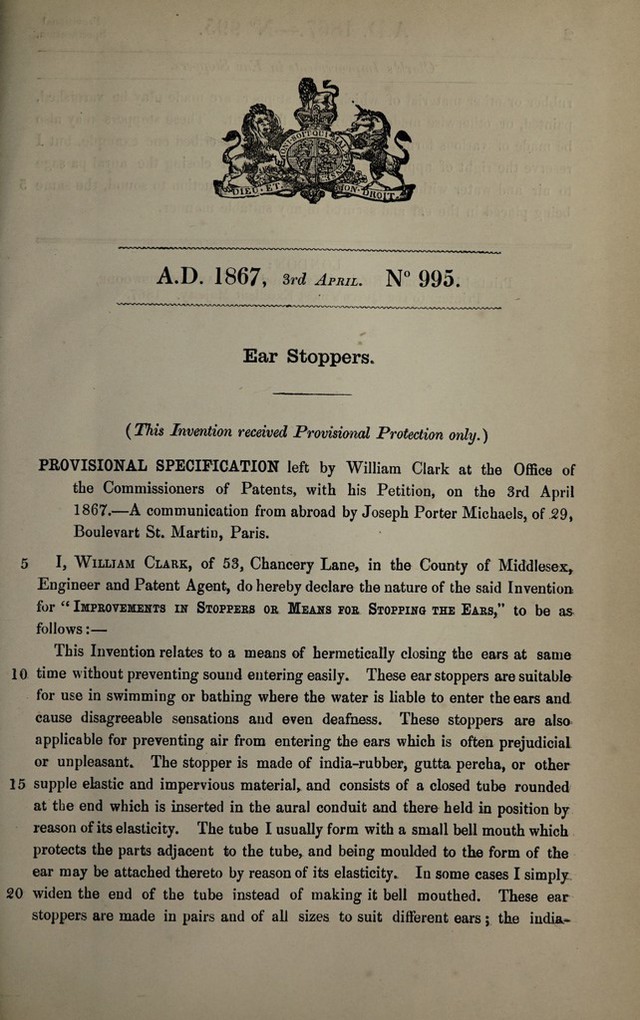 DIEU·ET MON·DROIT.
A.D. 1867, 3rd APRIL. Nº 995.
Ear Stoppers.
(This Invention received Provisional Protection only.)
PROVISIONAL SPECIFICATION left by William Clark at the Office of
the Commissioners of Patents, with his Petition, on the 3rd April
1867.—A communication from abroad by Joseph Porter Michaels, of 29,
Boulevart St. Martin, Paris.
5 I, WILLIAM CLARK, of 53, Chancery Lane, in the County of Middlesex,
Engineer and Patent Agent, do hereby declare the nature of the said Invention
for “IMPROVEMENTS IN STOPPERS OR MEANS FOR STOPPING THE EARS,” to be as
follows:—
This Invention relates to a means of hermetically closing the ears at same
10 time without preventing sound entering easily. These ear stoppers are suitable
for use in swimming or bathing where the water is liable to enter the ears and
cause disagreeable sensations and even deafness. These stoppers are also
applicable for preventing air from entering the ears which is often prejudicial
or unpleasant. The stopper is made of india-rubber, gutta percha, or other
15 supple elastic and impervious material, and consists of a closed tube rounded
at the end which is inserted in the aural conduit and there held in position by
reason of its elasticity. The tube I usually form with a small bell mouth which
protects the parts adjacent to the tube, and being moulded to the form of the
ear may be attached thereto by reason of its elasticity. In some cases I simply
20 widen the end of the tube instead of making it bell mouthed. These ear
stoppers are made in pairs and of all sizes to suit different ears; the india-